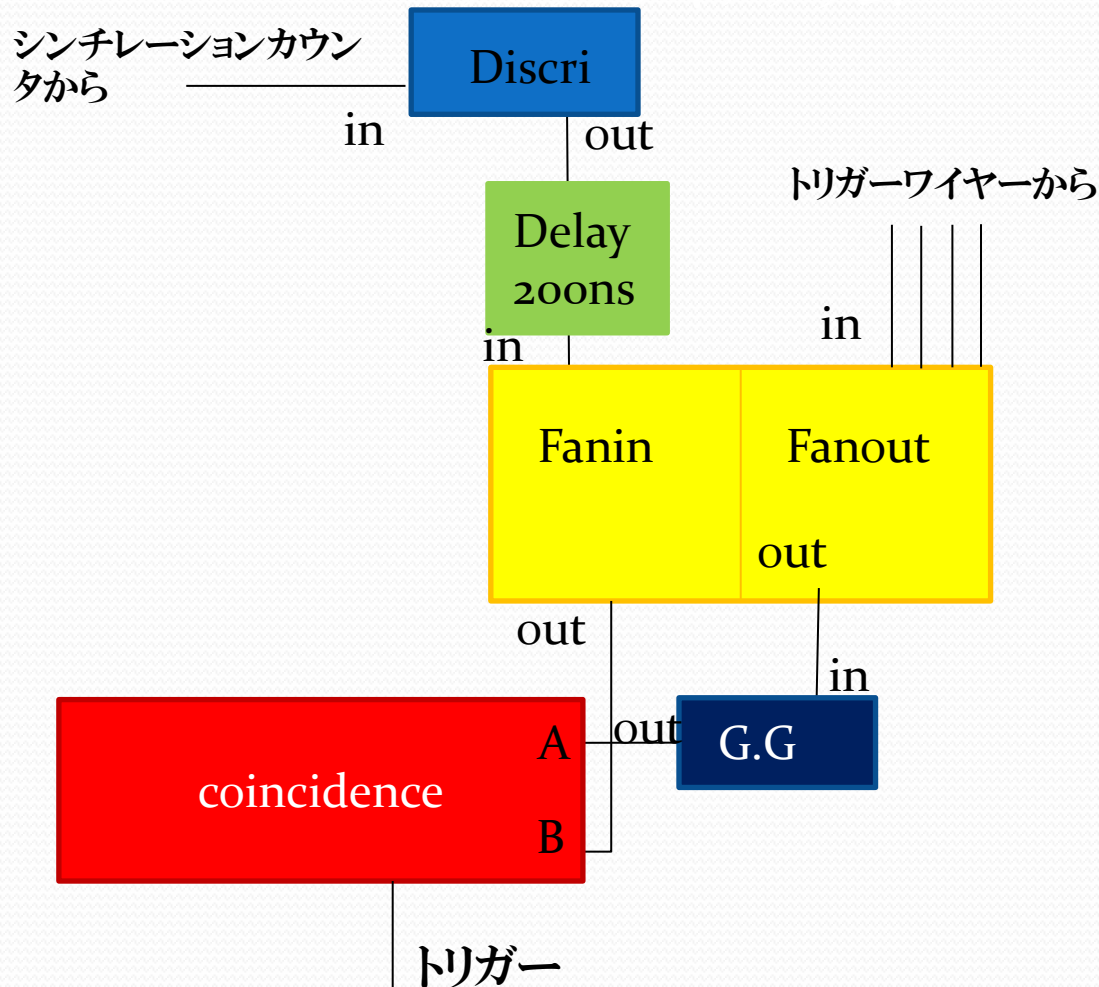 シンチレーションカウン
タから
Discri
in
out
トリガーワイヤーから
Delay
200ns
in
in
Fanin
Fanout
out
out
in
A
out
G.G
coincidence
B
トリガー